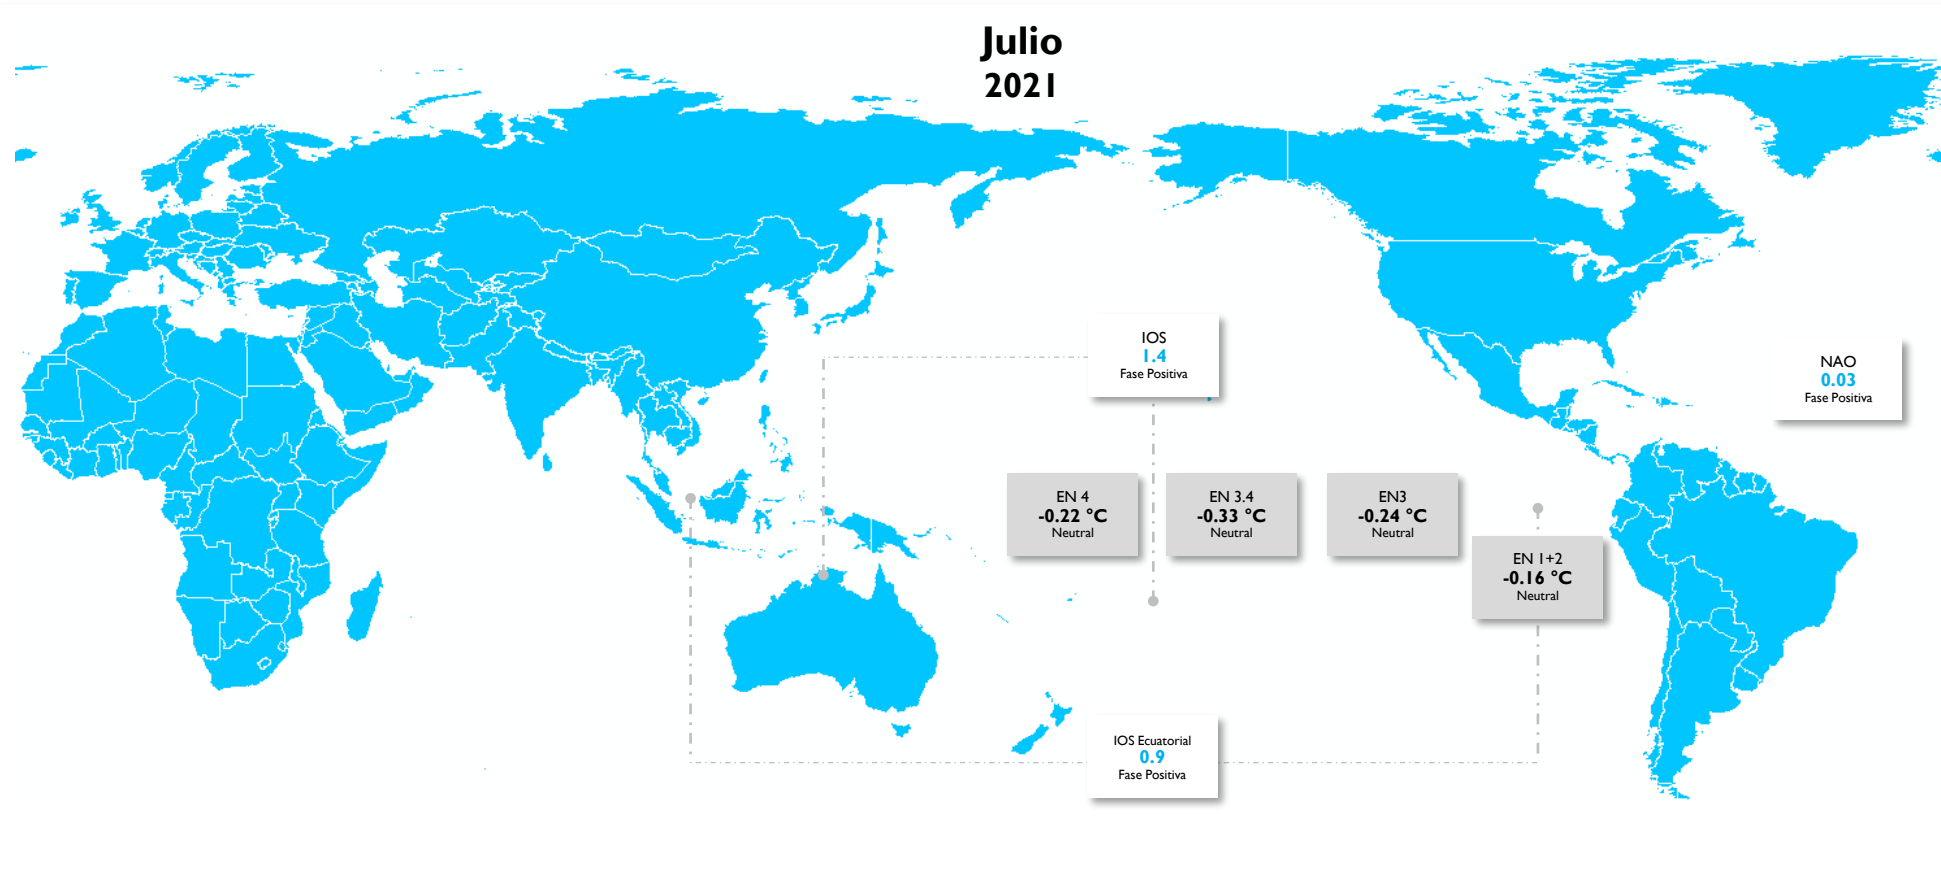 Julio
2021
IOS
1.4
Fase Positiva
NAO
0.03
Fase Positiva
EN 4
-0.22 °C
Neutral
EN 3.4
-0.33 °C
Neutral
EN3
-0.24 °C
Neutral
EN 1+2
-0.16 °C
Neutral
IOS Ecuatorial
0.9
Fase Positiva